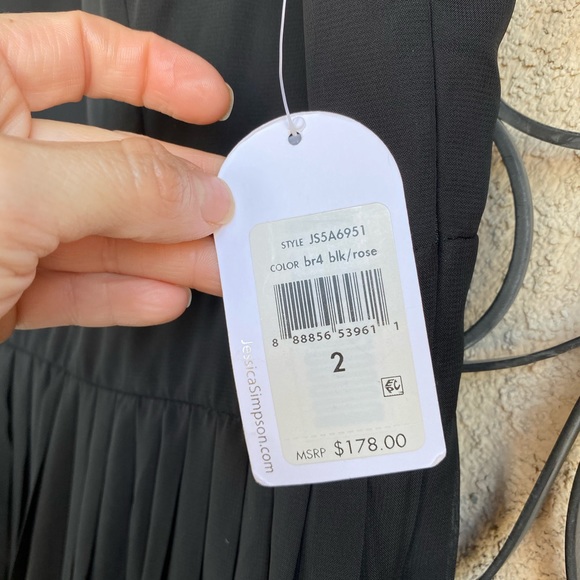 STYLE JS5A6951
COLOR br4 blk/rose
8 88856 53961 1
2
MSRP $178.00
JessicaSimpson.com